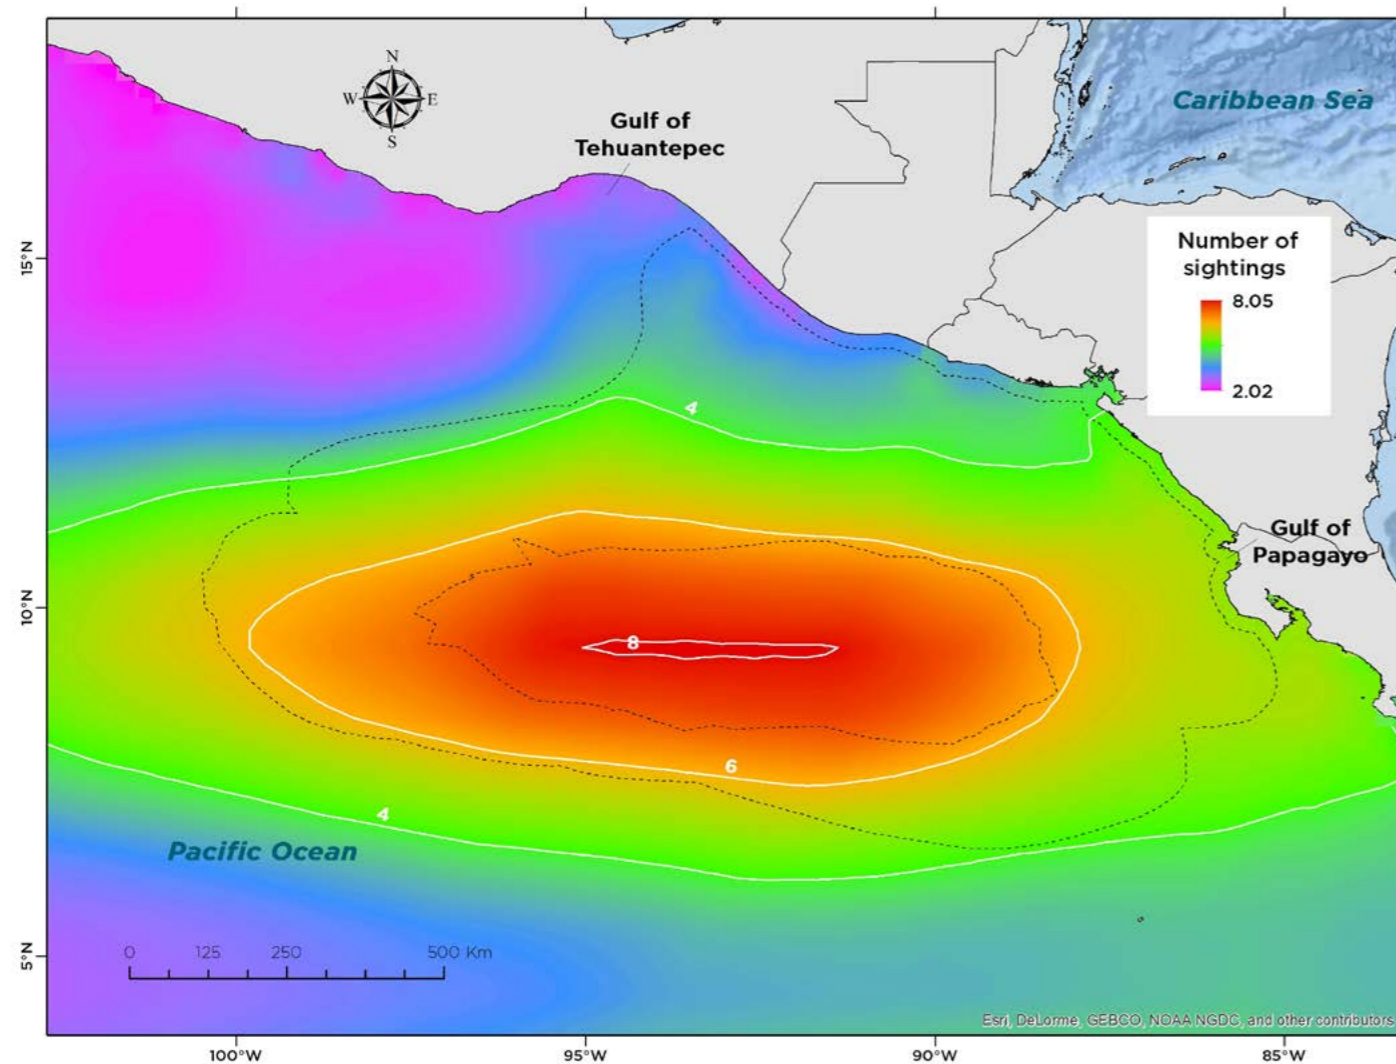 N
W E
S
Gulf of
Tehuantepec
Caribbean Sea
Number of
sightings
8.05
2.02
15°N
4
Gulf of
Papagayo
10°N
8
6
4
Pacific Ocean
0 125 250 500 Km
5°N
Esri, DeLorme, GEBCO, NOAA NGDC, and other contributors
100°W 95°W 90°W 85°W